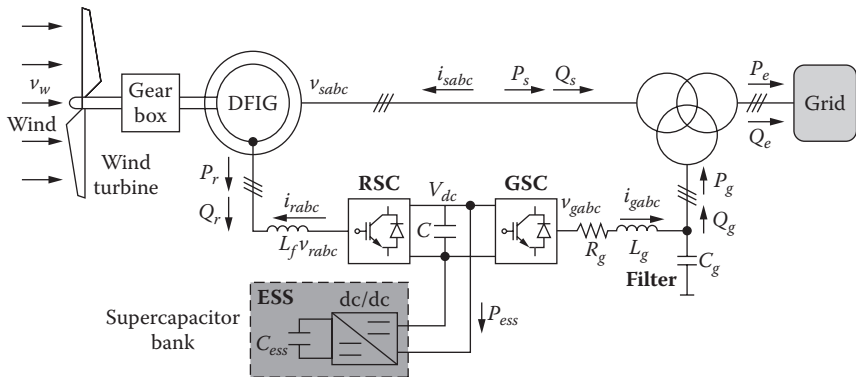 v_w
Wind
Wind
turbine
Gear
box
DFIG
v_sabc
i_sabc
P_s
Q_s
P_e
Q_e
Grid
P_r
Q_r
i_rabc
L_f
v_rabc
RSC
V_dc
C
GSC
v_gabc
R_g
i_gabc
L_g
P_g
Q_g
C_g
Filter
ESS
dc/dc
C_ess
P_ess
Supercapacitor
bank